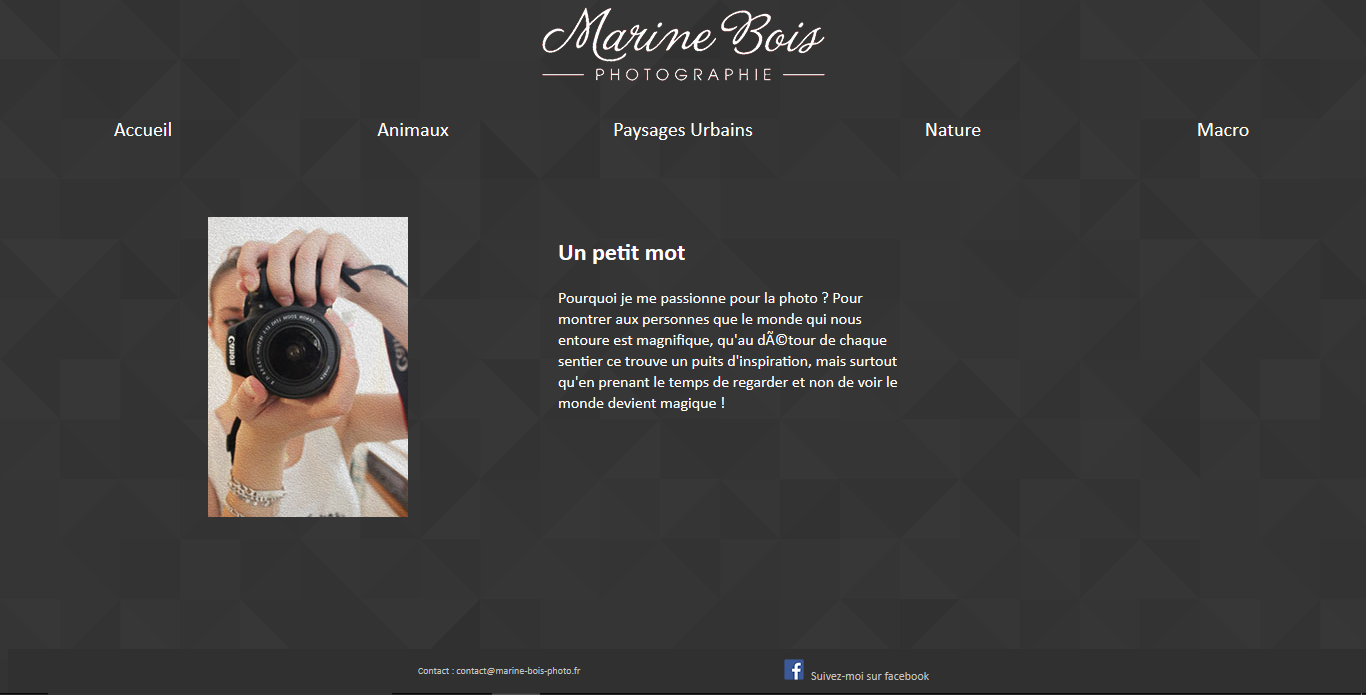 Marine Bois
PHOTOGRAPHIE
Accueil Animaux Paysages Urbains Nature Macro
Un petit mot
Pourquoi je me passionne pour la photo ? Pour
montrer aux personnes que le monde qui nous
entoure est magnifique, qu'au dÃ©tour de chaque
sentier ce trouve un puits d'inspiration, mais surtout
qu'en prenant le temps de regarder et non de voir le
monde devient magique !
Contact : contact@marine-bois-photo.fr
Suivez-moi sur facebook